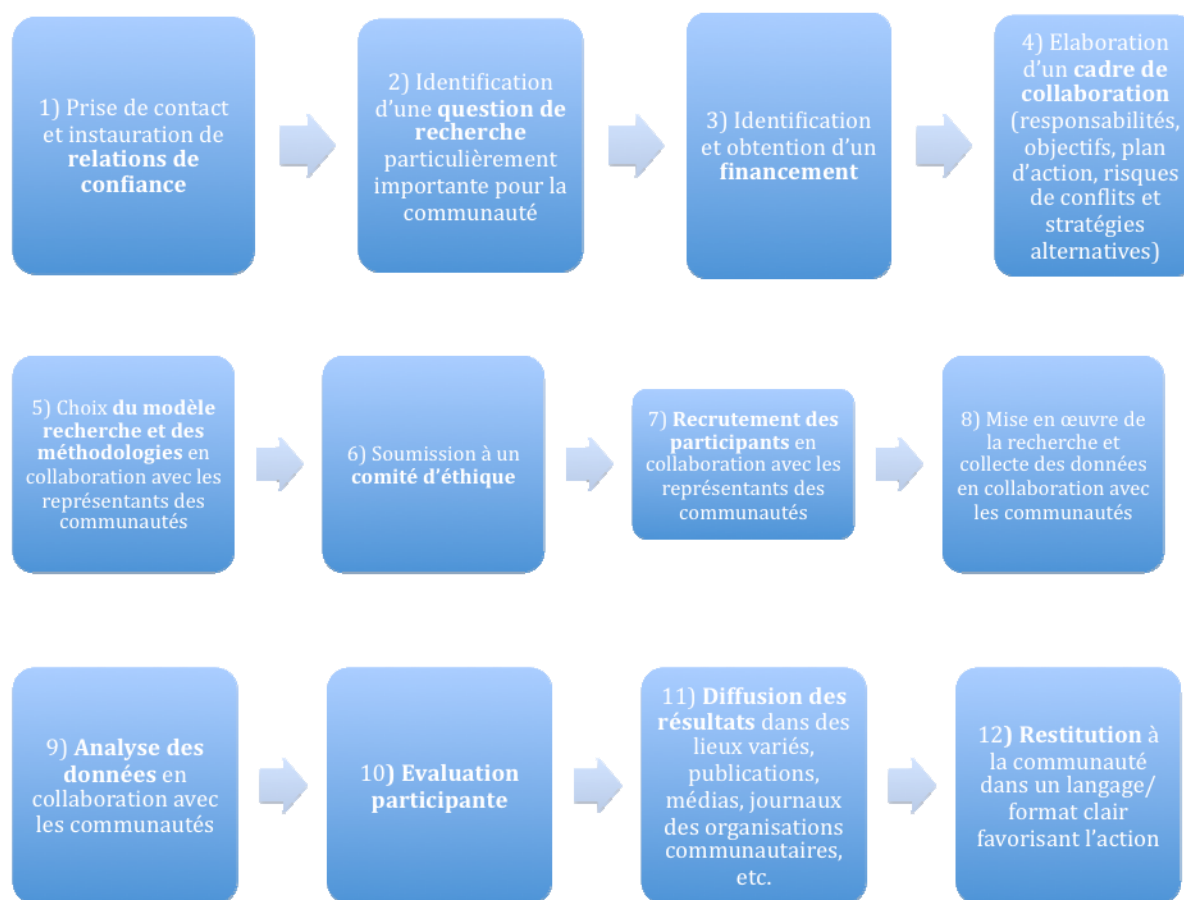 1) Prise de contact
et instauration de
relations de
confiance
2) Identification
d'une question de
recherche
particulièrement
importante pour la
communauté
3) Identification
et obtention d'un
financement
4) Elaboration
d'un cadre de
collaboration
(responsabilités,
objectifs, plan
d'action, risques
de conflits et
stratégies
alternatives)
5) Choix du modèle
recherche et des
méthodologies en
collaboration avec les
représentants des
communautés
6) Soumission à un
comité d'éthique
7) Recrutement des
participants en
collaboration avec les
représentants des
communautés
8) Mise en œuvre de
la recherche et
collecte des données
en collaboration avec
les communautés
9) Analyse des
données en
collaboration avec
les communautés
10) Evaluation
participante
11) Diffusion des
résultats dans des
lieux variés,
publications,
médias, journaux
des organisations
communautaires,
etc.
12) Restitution à
la communauté
dans un langage/
format clair
favorisant l'action